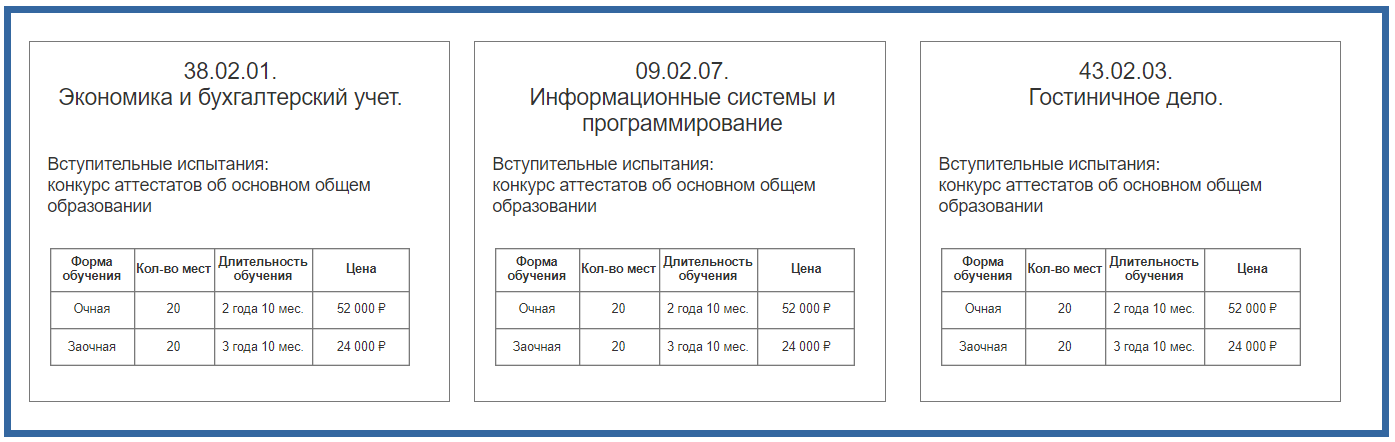 38.02.01.
Экономика и бухгалтерский учет.
Вступительные испытания:
конкурс аттестатов об основном общем
образовании
Форма обучения Кол-во мест Длительность обучения Цена
Очная 20 2 года 10 мес. 52 000 ₽
Заочная 20 3 года 10 мес. 24 000 ₽
09.02.07.
Информационные системы и
программирование
Вступительные испытания:
конкурс аттестатов об основном общем
образовании
Форма обучения Кол-во мест Длительность обучения Цена
Очная 20 2 года 10 мес. 52 000 ₽
Заочная 20 3 года 10 мес. 24 000 ₽
43.02.03.
Гостиничное дело.
Вступительные испытания:
конкурс аттестатов об основном общем
образовании
Форма обучения Кол-во мест Длительность обучения Цена
Очная 20 2 года 10 мес. 52 000 ₽
Заочная 20 3 года 10 мес. 24 000 ₽